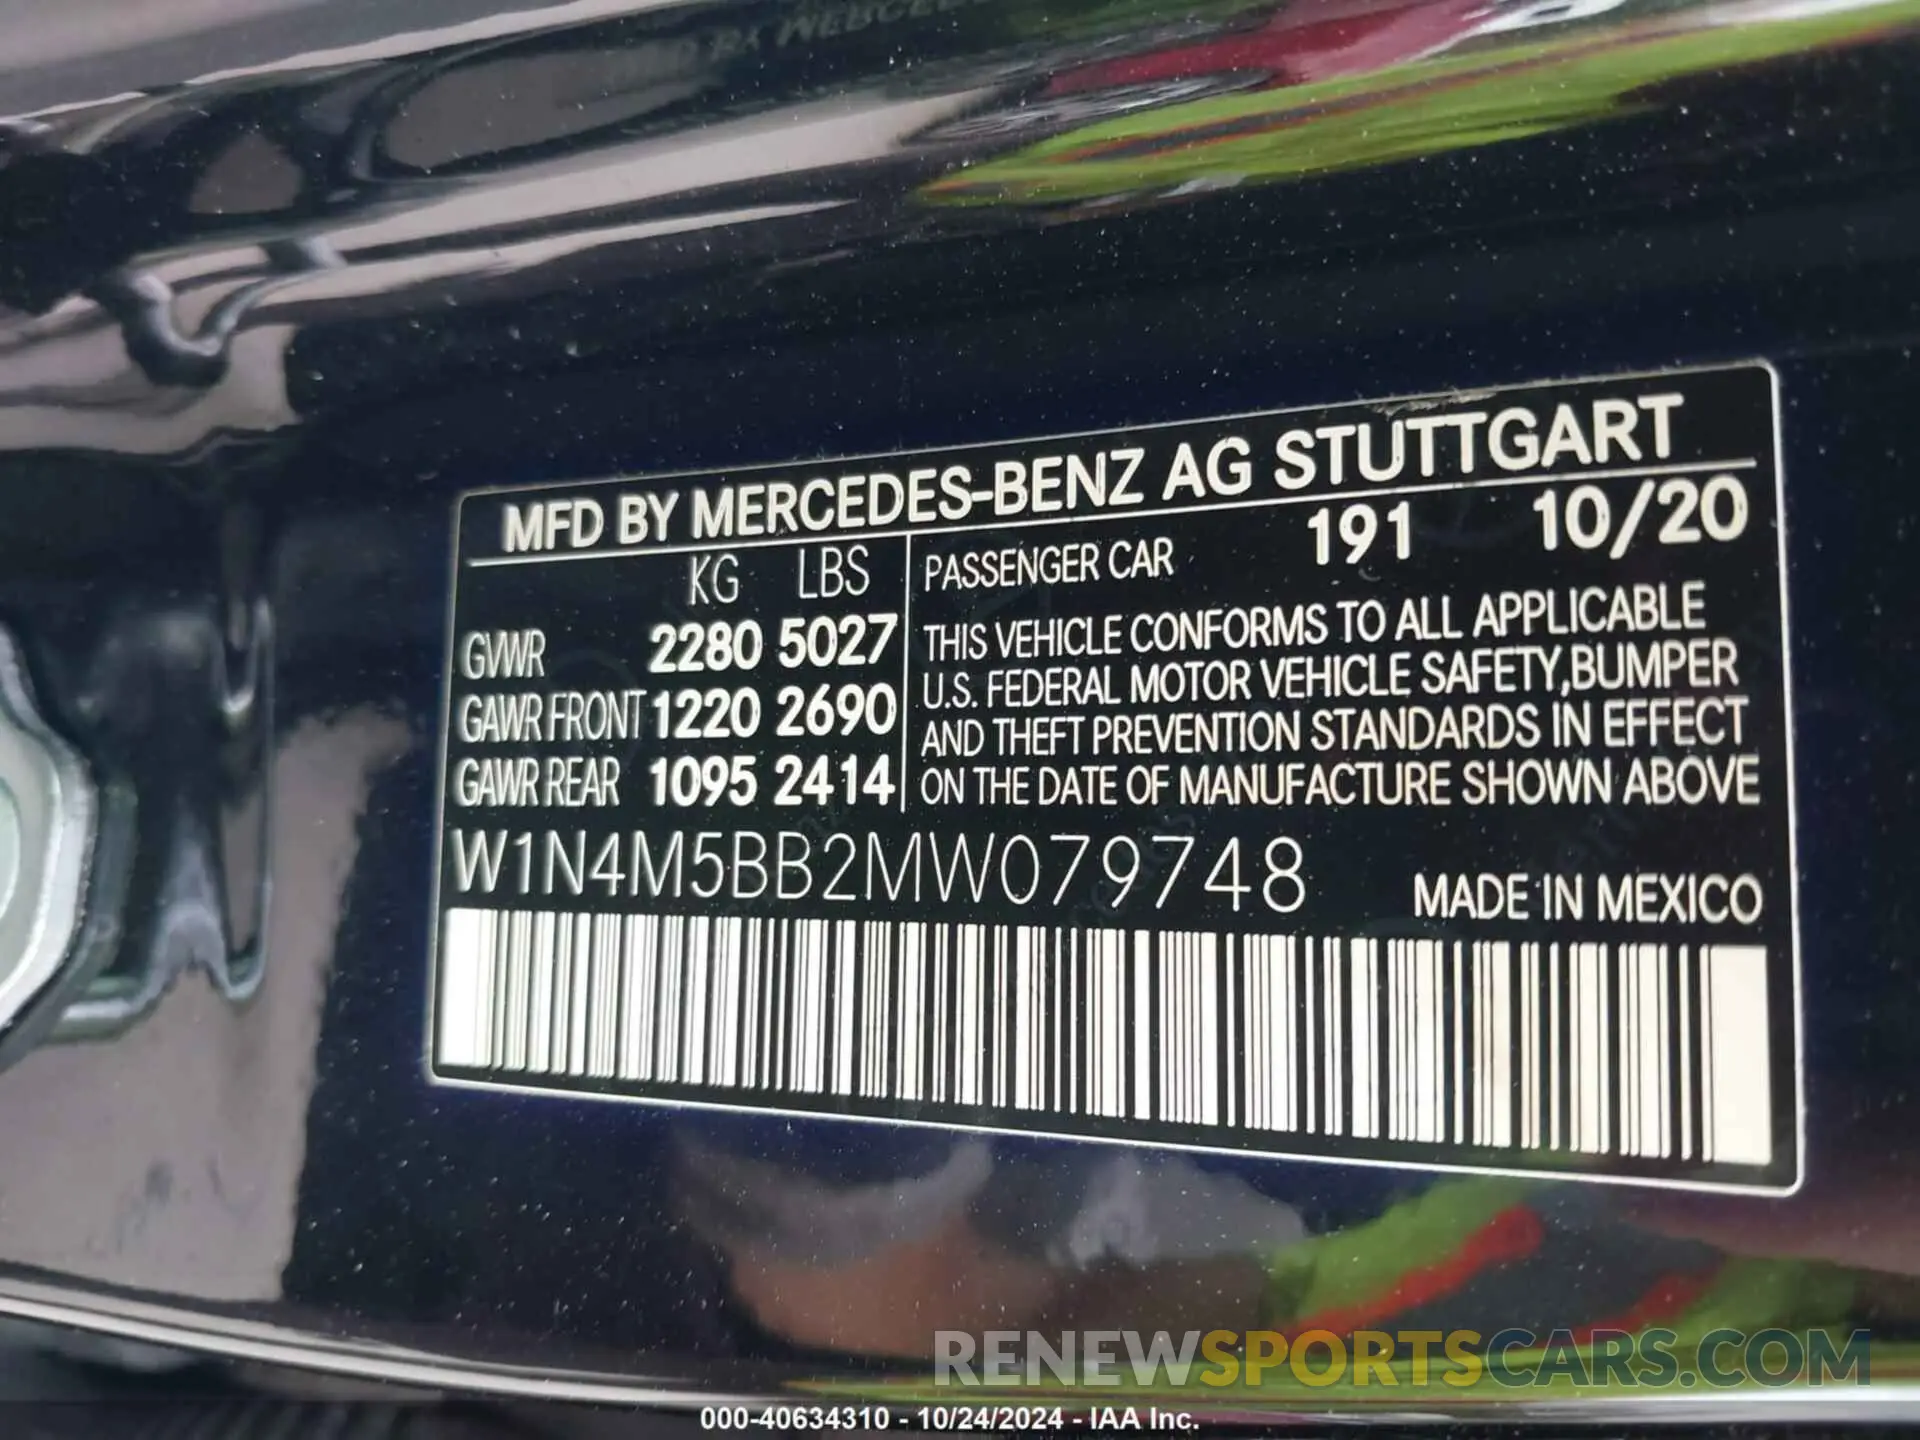 MFD BY MERCEDES-BENZ AG STUTTGART
KG LBS
GVWR 2280 5027
GAWR FRONT 1220 2690
GAWR REAR 1095 2414
PASSENGER CAR 191 10/20
THIS VEHICLE CONFORMS TO ALL APPLICABLE
U.S. FEDERAL MOTOR VEHICLE SAFETY,BUMPER
AND THEFT PREVENTION STANDARDS IN EFFECT
ON THE DATE OF MANUFACTURE SHOWN ABOVE
W1N4M5BB2MW079748
MADE IN MEXICO
RENEWSPORTSCARS.COM
000-40634310 - 10/24/2024 - IAA Inc.